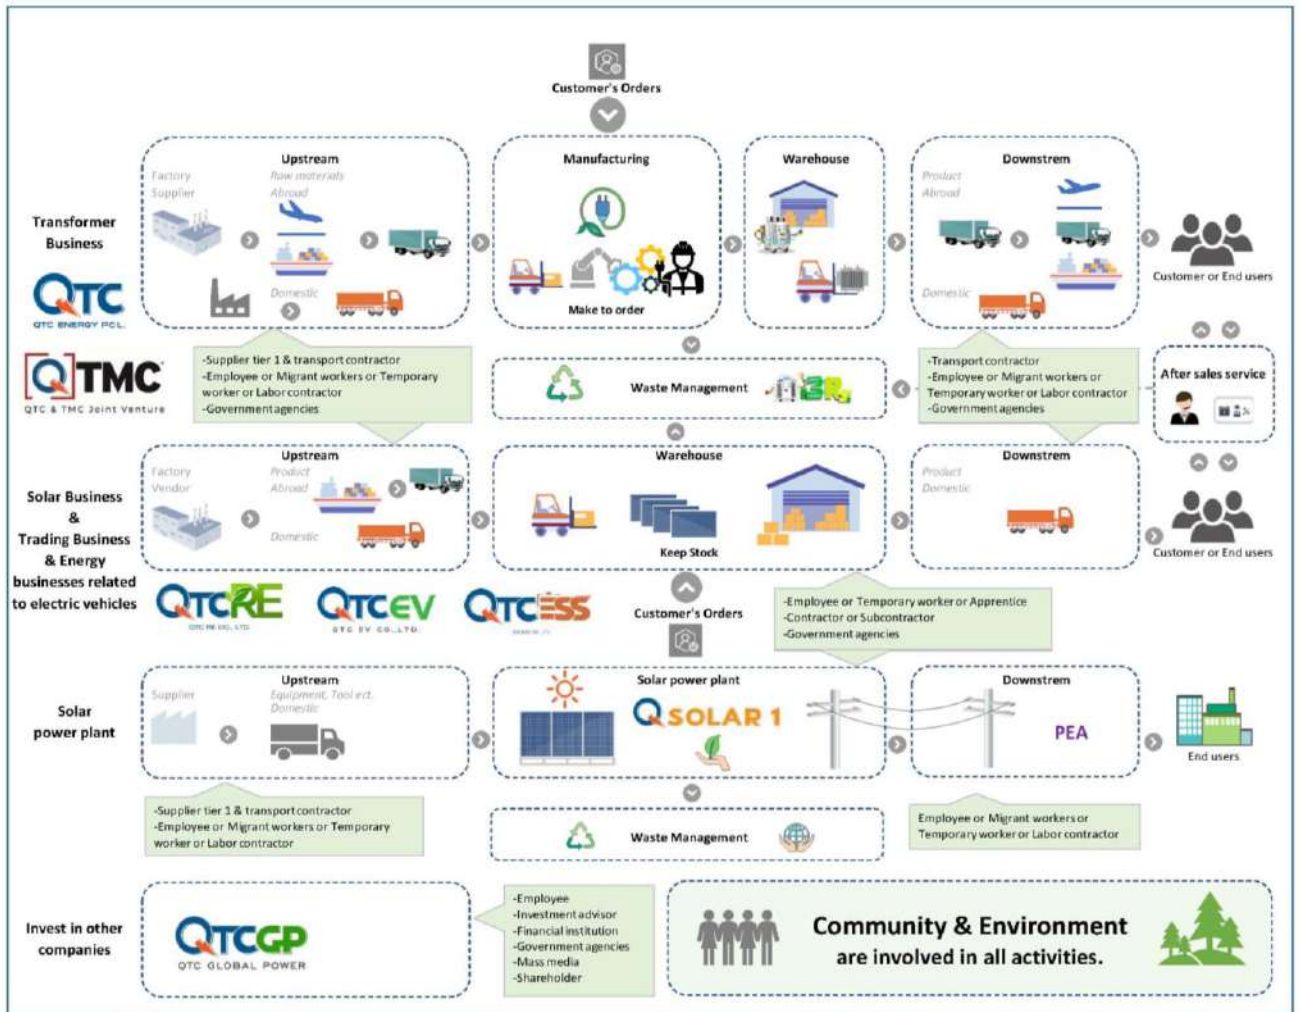 Customer's Orders
Transformer
Business
QTC
QTC ENERGY PCL.
QTMC
QTC & TMC Joint Venture
Upstream
Factory
Supplier
Raw materials
Abroad
Domestic
Manufacturing
Make to order
Warehouse
Downstrem
Product
Abroad
Domestic
Customer or End users
-Supplier tier 1 & transport contractor
-Employee or Migrant workers or Temporary
worker or Labor contractor
-Government agencies
Waste Management
3R
-Transport contractor
-Employee or Migrant workers or
Temporary worker or Labor contractor
-Government agencies
After sales service
Solar Business
&
Trading Business
& Energy
businesses related
to electric vehicles
Upstream
Factory
Vendor
Product
Abroad
Domestic
Warehouse
Keep Stock
Downstrem
Product
Domestic
Customer or End users
QTCRE
QTC RE CO., LTD.
QTCEV
QTC EV CO.,LTD.
QTCESS
Customer's Orders
-Employee or Temporary worker or Apprentice
-Contractor or Subcontractor
-Government agencies
Solar
power plant
Upstream
Supplier
Equipment, Tool ect.
Domestic
Solar power plant
Q SOLAR 1
Downstrem
PEA
End users
-Supplier tier 1 & transport contractor
-Employee or Migrant workers or Temporary
worker or Labor contractor
Waste Management
Employee or Migrant workers or
Temporary worker or Labor contractor
Invest in other
companies
QTCGP
QTC GLOBAL POWER
-Employee
-Investment advisor
-Financial institution
-Government agencies
-Mass media
-Shareholder
Community & Environment
are involved in all activities.